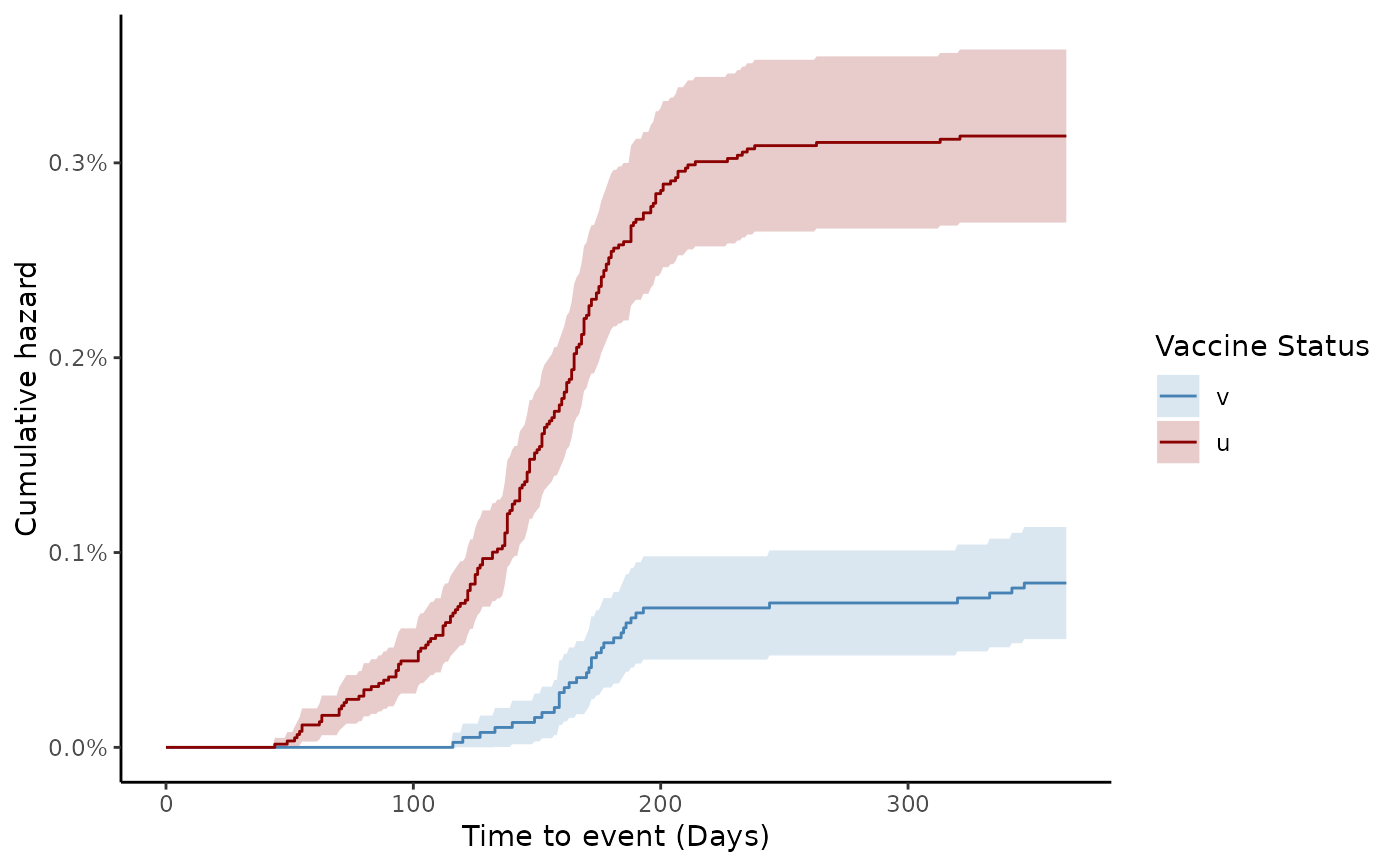 Cumulative hazard
0.3%
0.2%
0.1%
0.0%
0 100 200 300
Time to event (Days)
Vaccine Status
v
u